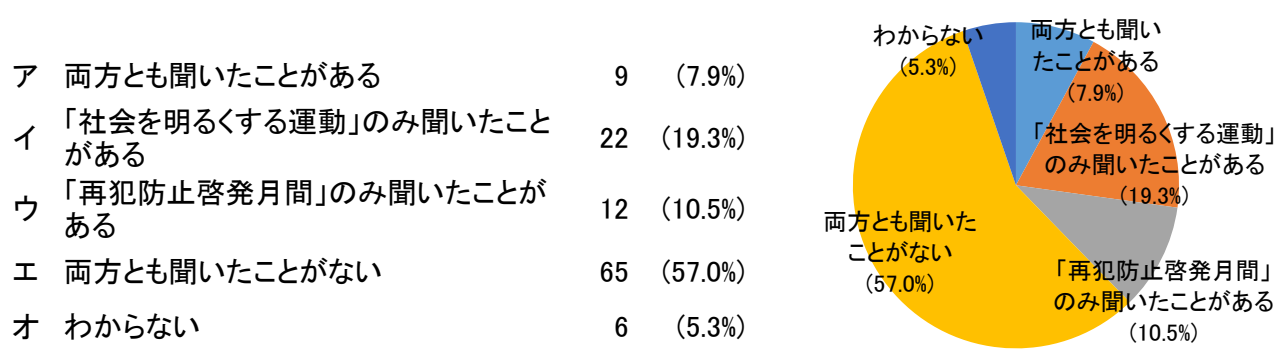 ア 両方とも聞いたことがある 9 (7.9%)
イ 「社会を明るくする運動」のみ聞いたこと
がある 22 (19.3%)
ウ 「再犯防止啓発月間」のみ聞いたことが
ある 12 (10.5%)
エ 両方とも聞いたことがない 65 (57.0%)
オ わからない 6 (5.3%)
わからない
(5.3%)
両方とも聞い
たことがある
(7.9%)
「社会を明るくする運動」
のみ聞いたことがある
(19.3%)
両方とも聞いた
ことがない
(57.0%)
「再犯防止啓発月間」
のみ聞いたことがある
(10.5%)